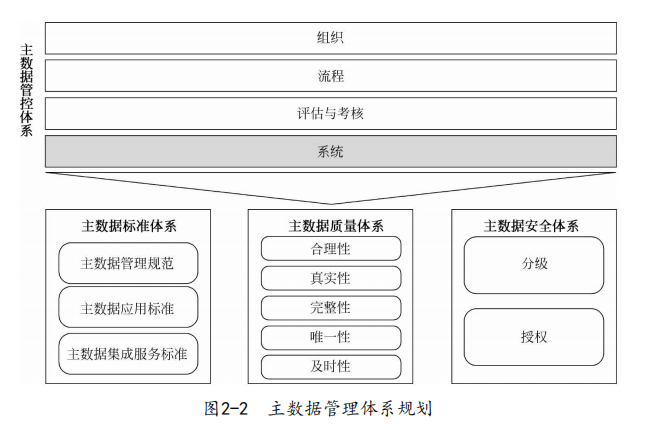 主数据管控体系
组织
流程
评估与考核
系统
主数据标准体系
主数据管理规范
主数据应用标准
主数据集成服务标准
主数据质量体系
合理性
真实性
完整性
唯一性
及时性
主数据安全体系
分级
授权
图2-2 主数据管理体系规划